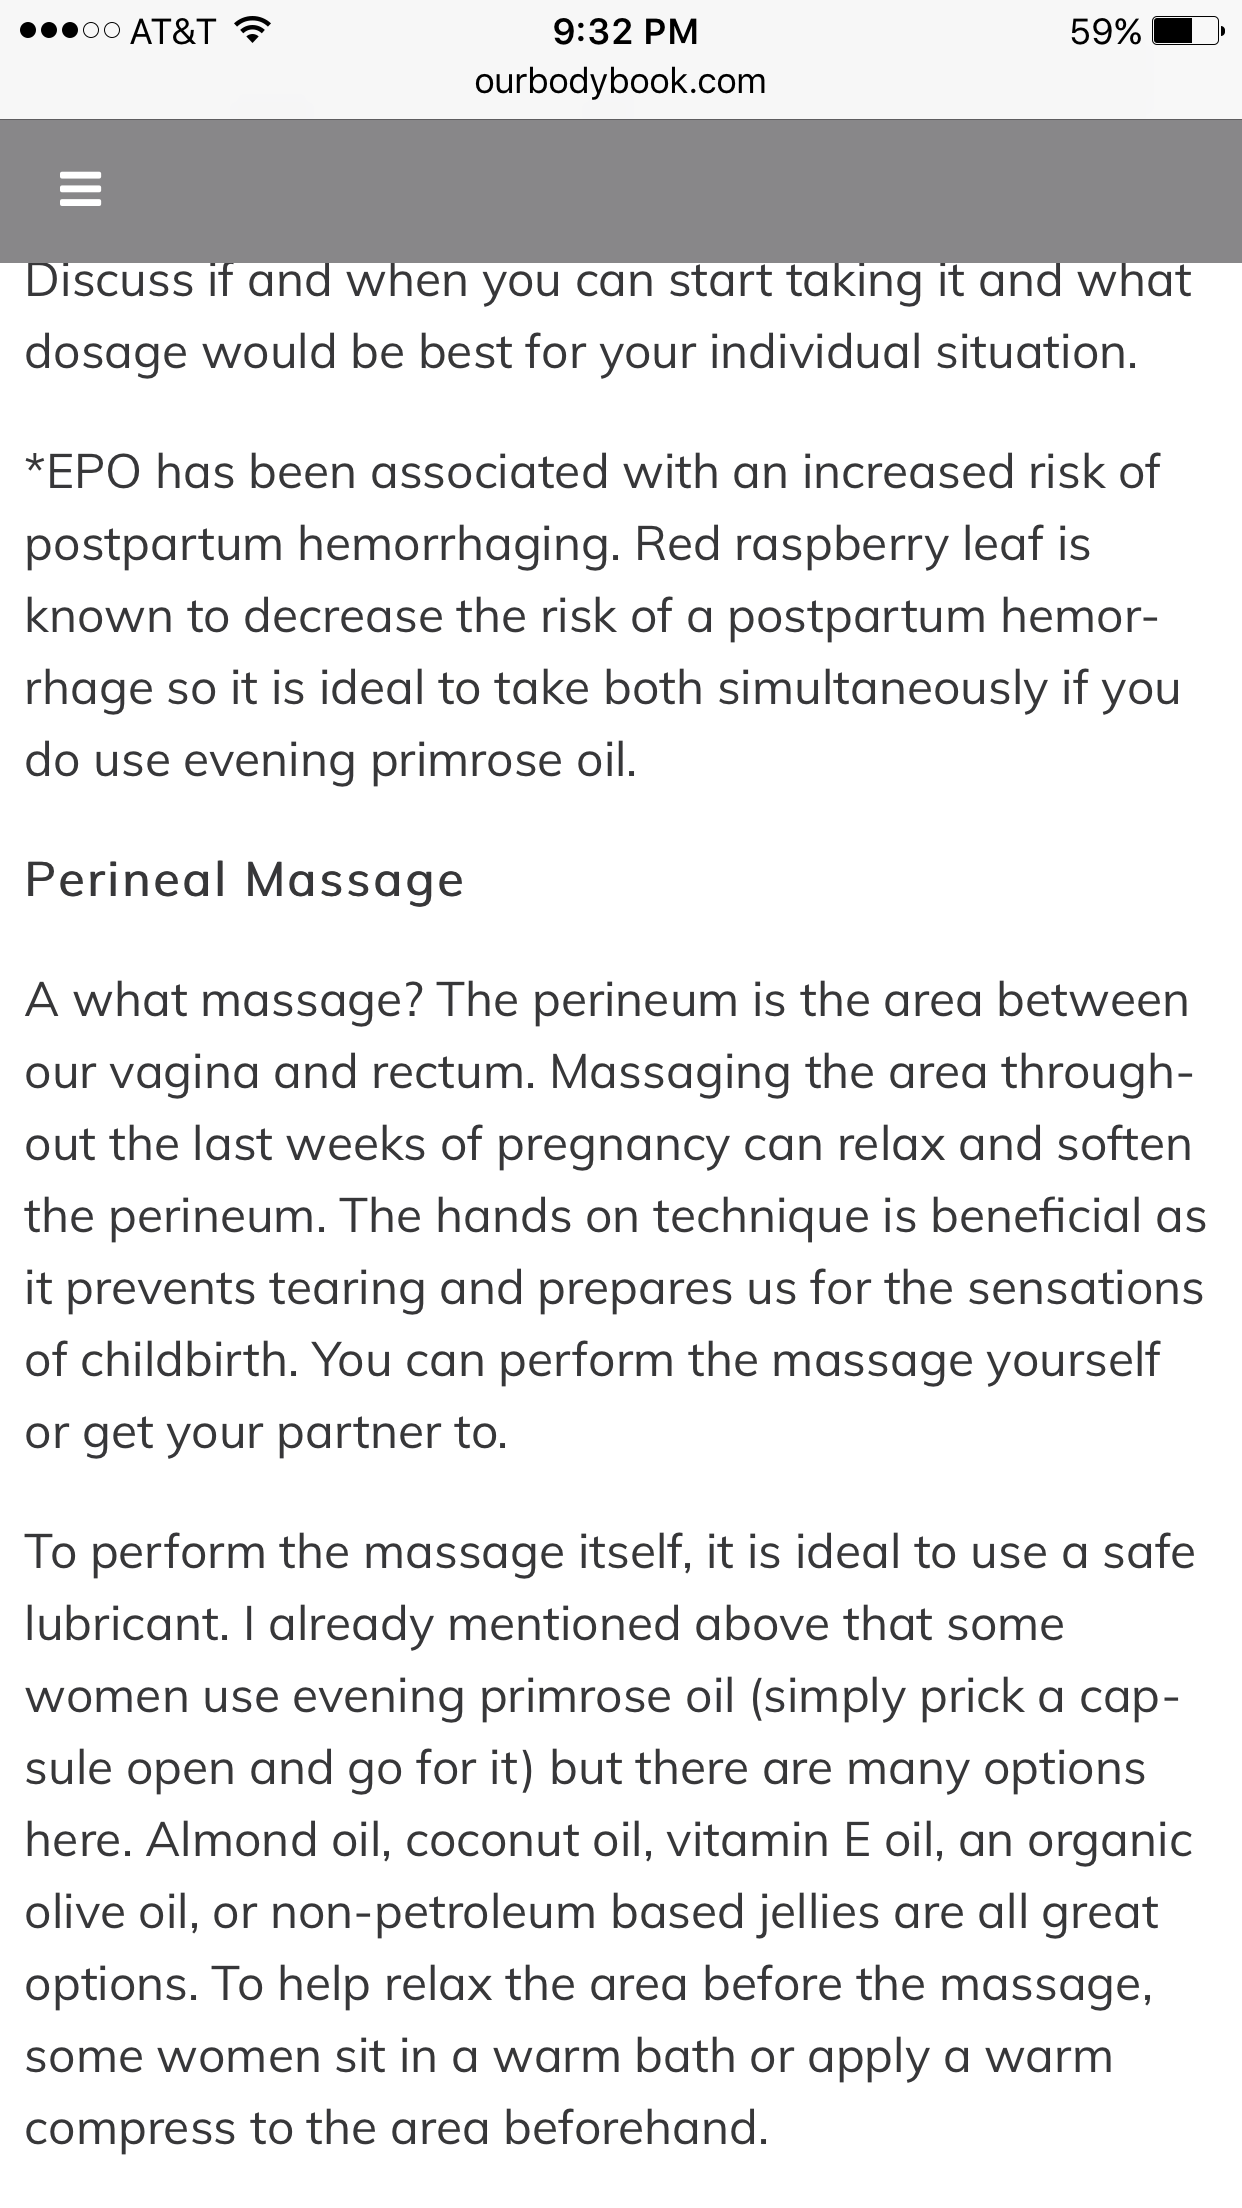 AT&T 9:32 PM 59%
ourbodybook.com
Discuss if and when you can start taking it and what
dosage would be best for your individual situation.
*EPO has been associated with an increased risk of
postpartum hemorrhaging. Red raspberry leaf is
known to decrease the risk of a postpartum hemor-
rhage so it is ideal to take both simultaneously if you
do use evening primrose oil.
Perineal Massage
A what massage? The perineum is the area between
our vagina and rectum. Massaging the area through-
out the last weeks of pregnancy can relax and soften
the perineum. The hands on technique is beneficial as
it prevents tearing and prepares us for the sensations
of childbirth. You can perform the massage yourself
or get your partner to.
To perform the massage itself, it is ideal to use a safe
lubricant. I already mentioned above that some
women use evening primrose oil (simply prick a cap-
sule open and go for it) but there are many options
here. Almond oil, coconut oil, vitamin E oil, an organic
olive oil, or non-petroleum based jellies are all great
options. To help relax the area before the massage,
some women sit in a warm bath or apply a warm
compress to the area beforehand.